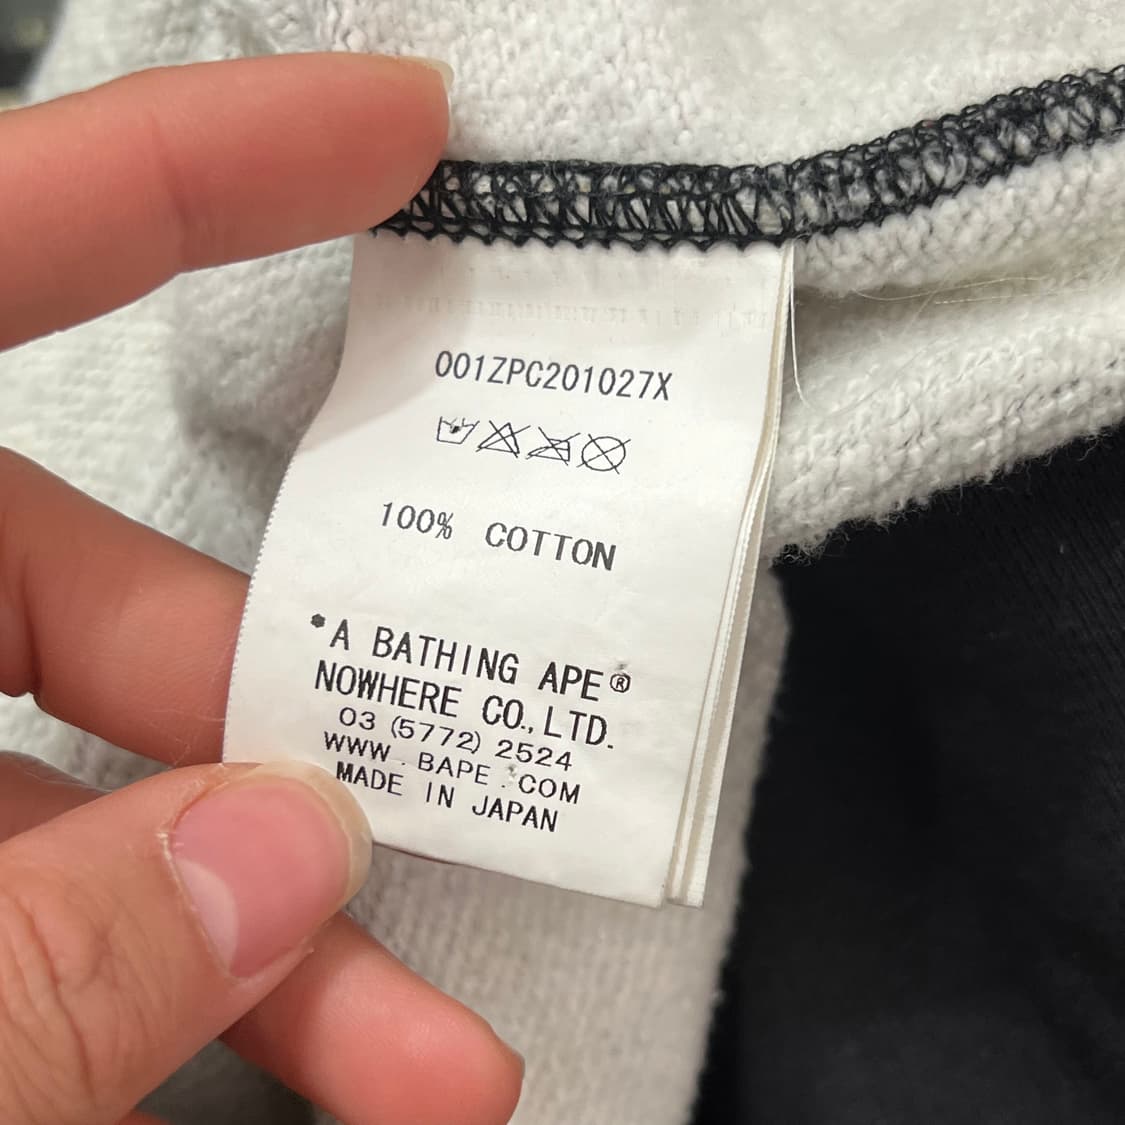 001ZPC201027X
100% COTTON
*A BATHING APE®
NOWHERE CO.,LTD.
03 (5772) 2524
WWW.BAPE.COM
MADE IN JAPAN